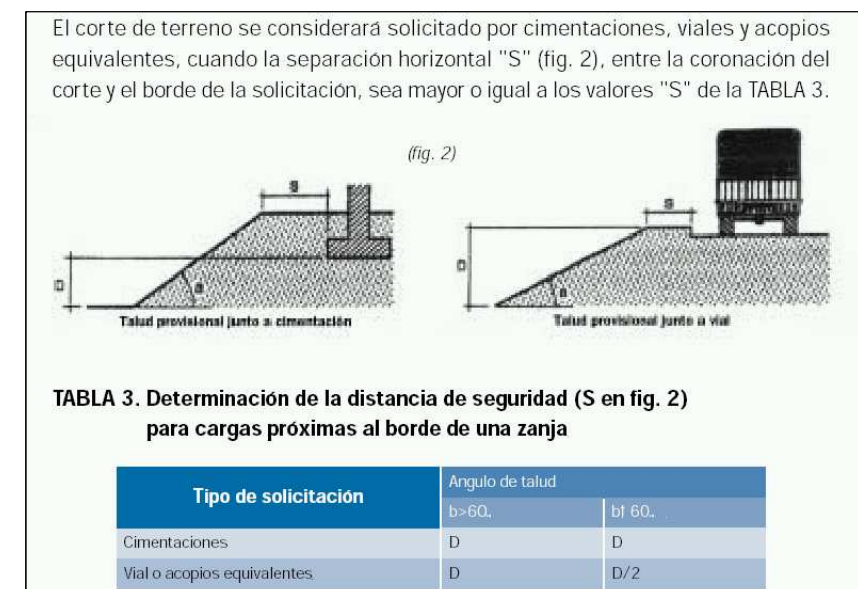 El corte de terreno se considerará solicitado por cimentaciones, viales y acopios
equivalentes, cuando la separación horizontal "S" (fig. 2), entre la coronación del
corte y el borde de la solicitación, sea mayor o igual a los valores "S" de la TABLA 3.
(fig. 2)
S
D
a
Talud provisional junto a cimentación
S
D
a
Talud provisional junto a vial
TABLA 3. Determinación de la distancia de seguridad (S en fig. 2)
para cargas próximas al borde de una zanja
Tipo de solicitación
Angulo de talud
b>60..
b† 60..
Cimentaciones
D
D
Vial o acopios equivalentes
D
D/2